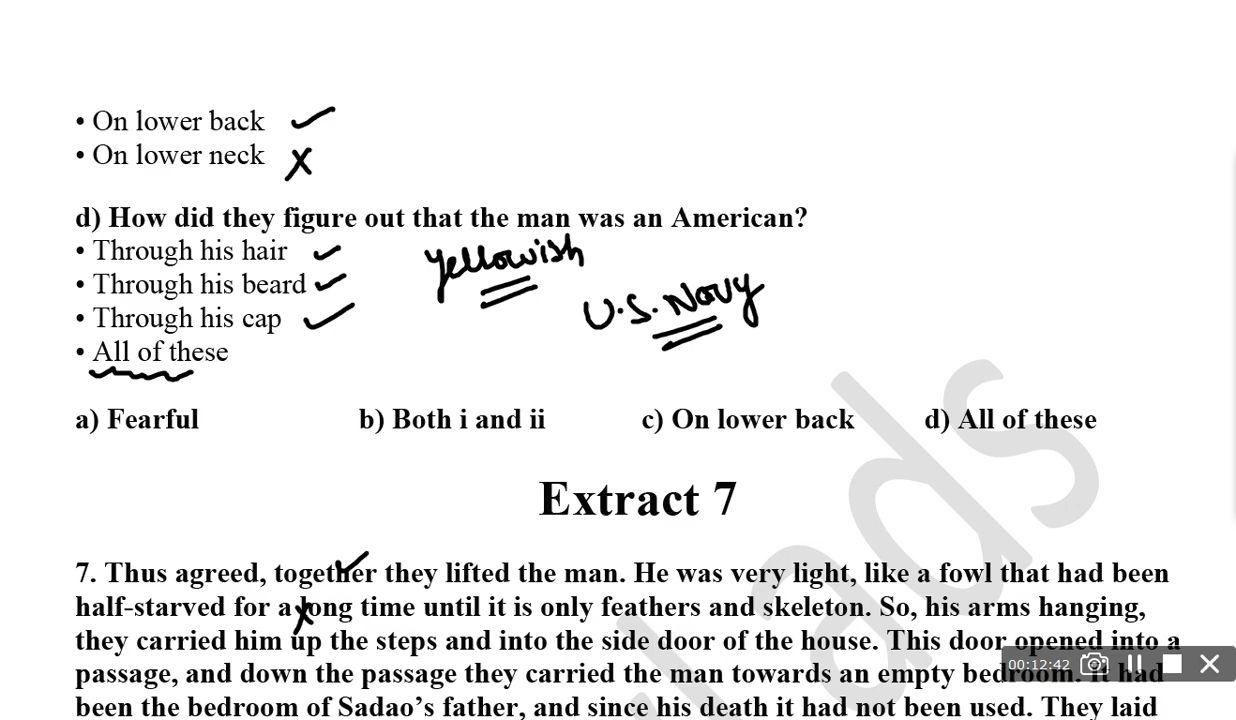 • On lower back
• On lower neck
d) How did they figure out that the man was an American?
• Through his hair
yellowish
• Through his beard
U.S. Navy
• Through his cap
• All of these
a) Fearful b) Both i and ii c) On lower back d) All of these
Extract 7
7. Thus agreed, together they lifted the man. He was very light, like a fowl that had been
half-starved for a long time until it is only feathers and skeleton. So, his arms hanging,
they carried him up the steps and into the side door of the house. This door opened into a
passage, and down the passage they carried the man towards an empty bedroom. It had
been the bedroom of Sadao’s father, and since his death it had not been used. They laid
00:12:42
ads